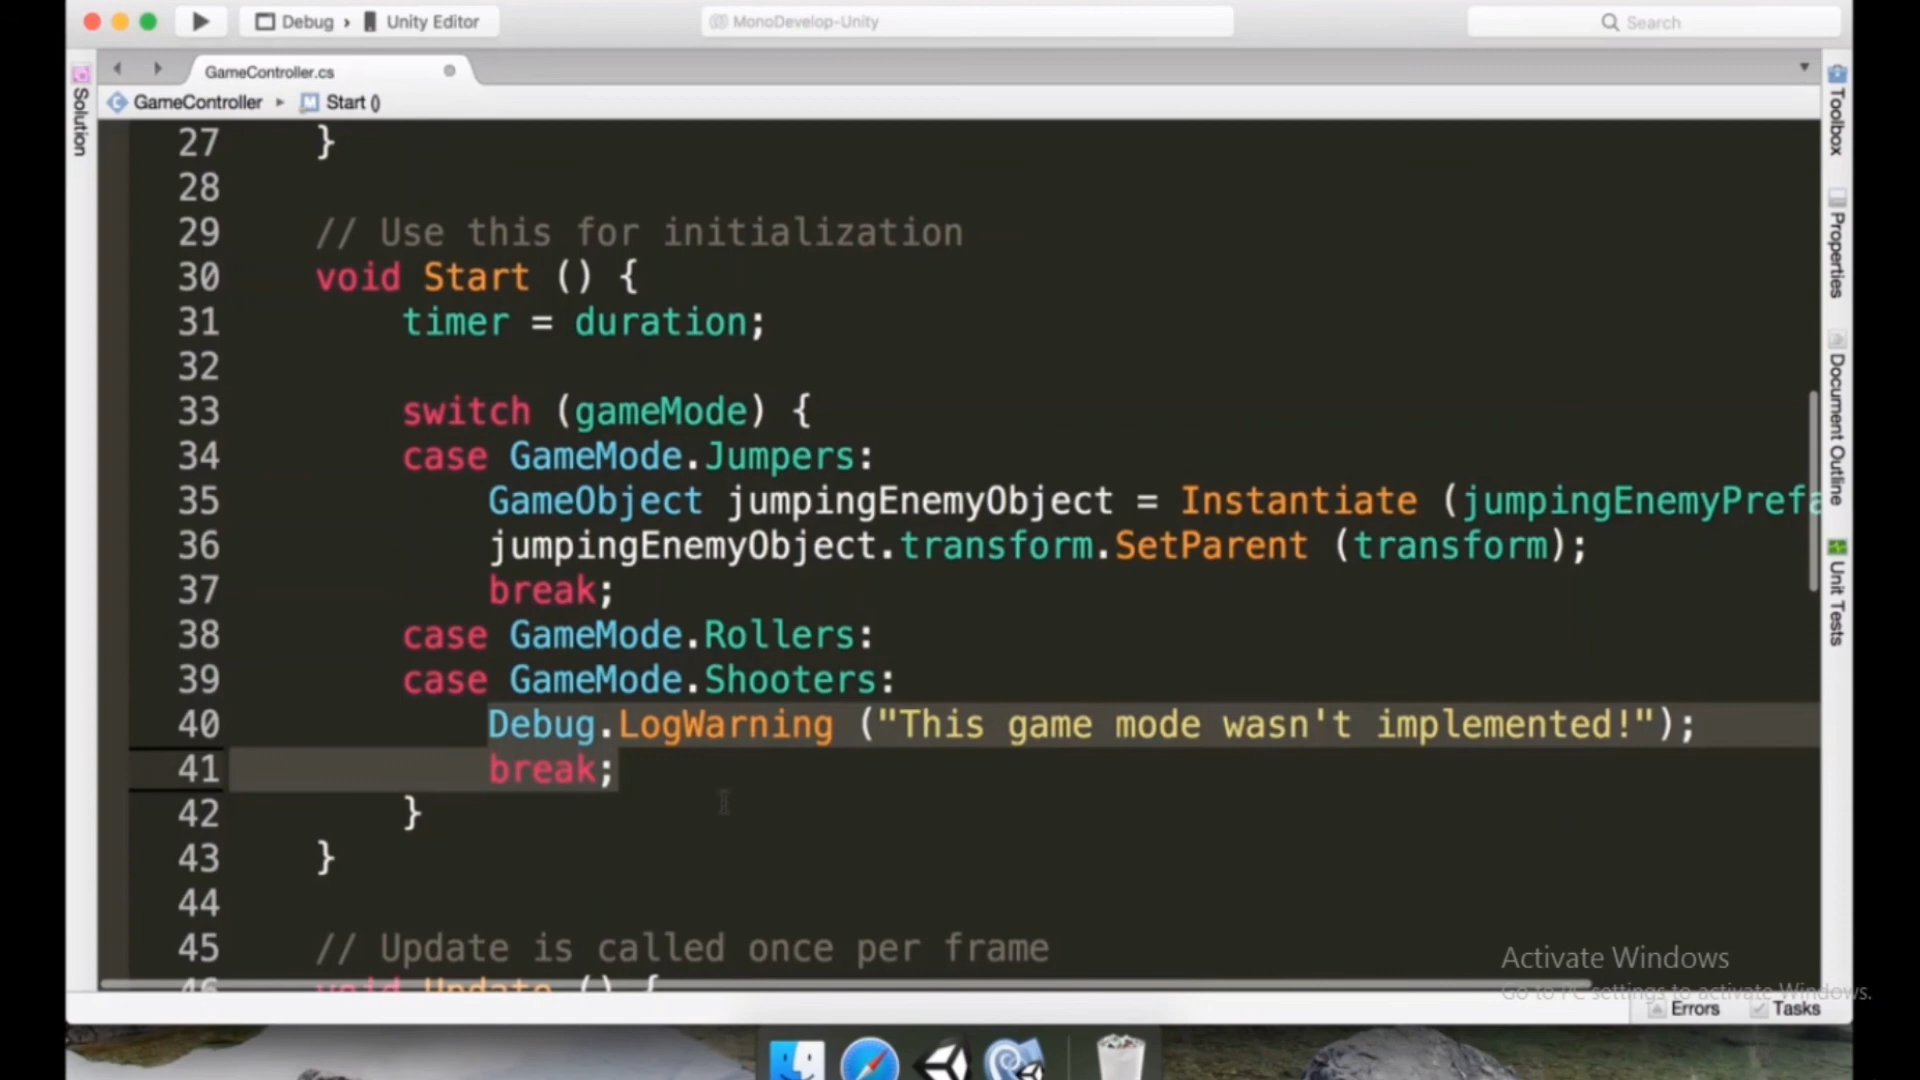 Debug › Unity Editor
MonoDevelop-Unity
Search
GameController.cs
GameController ▸ Start ()
Solution
Toolbox
Properties
Document Outline
Unit Tests
27 }
28
29 // Use this for initialization
30 void Start () {
31 timer = duration;
32
33 switch (gameMode) {
34 case GameMode.Jumpers:
35 GameObject jumpingEnemyObject = Instantiate (jumpingEnemyPrefa
36 jumpingEnemyObject.transform.SetParent (transform);
37 break;
38 case GameMode.Rollers:
39 case GameMode.Shooters:
40 Debug.LogWarning ("This game mode wasn't implemented!");
41 break;
42 }
43 }
44
45 // Update is called once per frame
46 void Update () {
Activate Windows
Go to PC settings to activate Windows.
Errors Tasks